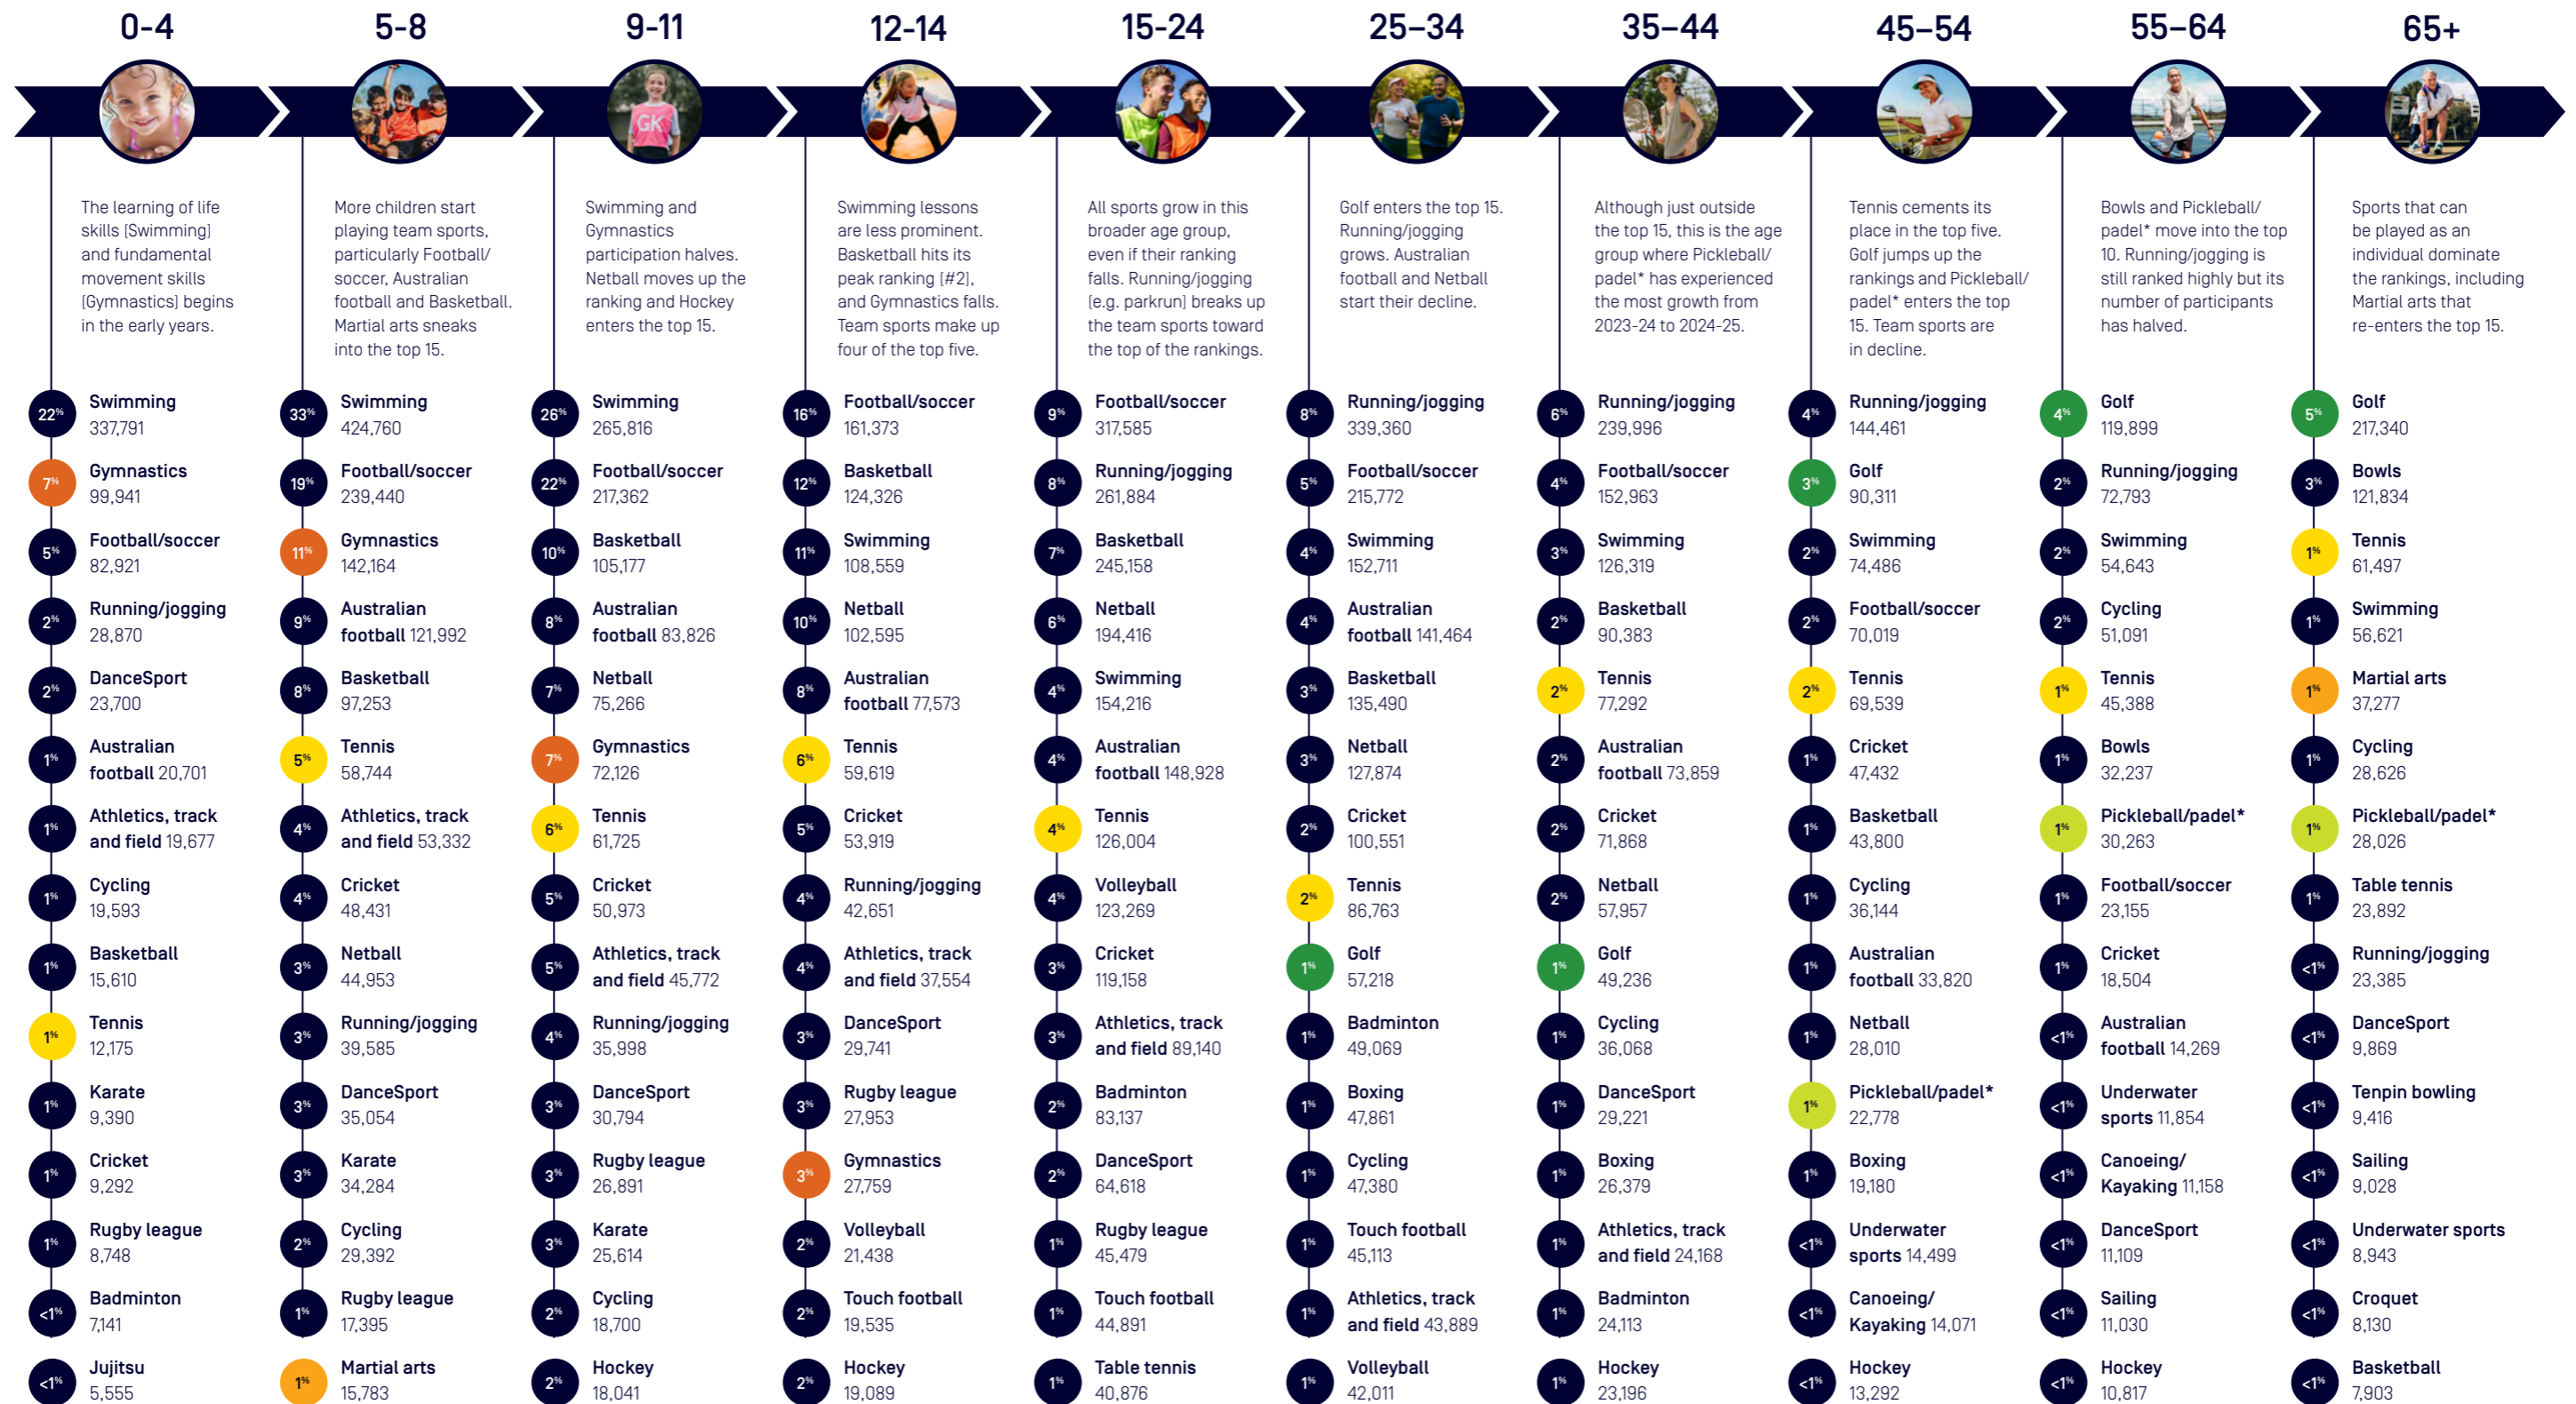 0-4
5-8
9-11
12-14
15-24
25–34
35–44
45–54
55–64
65+
GK
The learning of life
skills (Swimming)
and fundamental
movement skills
(Gymnastics) begins
in the early years.
More children start
playing team sports,
particularly Football/
soccer, Australian
football and Basketball.
Martial arts sneaks
into the top 15.
Swimming and
Gymnastics
participation halves.
Netball moves up the
ranking and Hockey
enters the top 15.
Swimming lessons
are less prominent.
Basketball hits its
peak ranking (#2),
and Gymnastics falls.
Team sports make up
four of the top five.
All sports grow in this
broader age group,
even if their ranking
falls. Running/jogging
(e.g. parkrun) breaks up
the team sports toward
the top of the rankings.
Golf enters the top 15.
Running/jogging
grows. Australian
football and Netball
start their decline.
Although just outside
the top 15, this is the age
group where Pickleball/
padel* has experienced
the most growth from
2023-24 to 2024-25.
Tennis cements its
place in the top five.
Golf jumps up the
rankings and Pickleball/
padel* enters the top
15. Team sports are
in decline.
Bowls and Pickleball/
padel* move into the top
10. Running/jogging is
still ranked highly but its
number of participants
has halved.
Sports that can
be played as an
individual dominate
the rankings, including
Martial arts that
re-enters the top 15.
22% Swimming
337,791
7% Gymnastics
99,941
5% Football/soccer
82,921
2% Running/jogging
28,870
2% DanceSport
23,700
1% Australian
football 20,701
1% Athletics, track
and field 19,677
1% Cycling
19,593
1% Basketball
15,610
1% Tennis
12,175
1% Karate
9,390
1% Cricket
9,292
1% Rugby league
8,748
<1% Badminton
7,141
<1% Jujitsu
5,555
33% Swimming
424,760
19% Football/soccer
239,440
11% Gymnastics
142,164
9% Australian
football 121,992
8% Basketball
97,253
5% Tennis
58,744
4% Athletics, track
and field 53,332
4% Cricket
48,431
3% Netball
44,953
3% Running/jogging
39,585
3% DanceSport
35,054
3% Karate
34,284
2% Cycling
29,392
1% Rugby league
17,395
1% Martial arts
15,783
26% Swimming
265,816
22% Football/soccer
217,362
10% Basketball
105,177
8% Australian
football 83,826
7% Netball
75,266
7% Gymnastics
72,126
6% Tennis
61,725
5% Cricket
50,973
5% Athletics, track
and field 45,772
4% Running/jogging
35,998
3% DanceSport
30,794
3% Rugby league
26,891
3% Karate
25,614
2% Cycling
18,700
2% Hockey
18,041
16% Football/soccer
161,373
12% Basketball
124,326
11% Swimming
108,559
10% Netball
102,595
8% Australian
football 77,573
6% Tennis
59,619
5% Cricket
53,919
4% Running/jogging
42,651
4% Athletics, track
and field 37,554
3% DanceSport
29,741
3% Rugby league
27,953
3% Gymnastics
27,759
2% Volleyball
21,438
2% Touch football
19,535
2% Hockey
19,089
9% Football/soccer
317,585
8% Running/jogging
261,884
7% Basketball
245,158
6% Netball
194,416
4% Swimming
154,216
4% Australian
football 148,928
4% Tennis
126,004
4% Volleyball
123,269
3% Cricket
119,158
3% Athletics, track
and field 89,140
2% Badminton
83,137
2% DanceSport
64,618
1% Rugby league
45,479
1% Touch football
44,891
1% Table tennis
40,876
8% Running/jogging
339,360
5% Football/soccer
215,772
4% Swimming
152,711
4% Australian
football 141,464
3% Basketball
135,490
3% Netball
127,874
2% Cricket
100,551
2% Tennis
86,763
1% Golf
57,218
1% Badminton
49,069
1% Boxing
47,861
1% Cycling
47,380
1% Touch football
45,113
1% Athletics, track
and field 43,889
1% Volleyball
42,011
6% Running/jogging
239,996
4% Football/soccer
152,963
3% Swimming
126,319
2% Basketball
90,383
2% Tennis
77,292
2% Australian
football 73,859
2% Cricket
71,868
2% Netball
57,957
1% Golf
49,236
1% Cycling
36,068
1% DanceSport
29,221
1% Boxing
26,379
1% Athletics, track
and field 24,168
1% Badminton
24,113
1% Hockey
23,196
4% Running/jogging
144,461
3% Golf
90,311
2% Swimming
74,486
2% Football/soccer
70,019
2% Tennis
69,539
1% Cricket
47,432
1% Basketball
43,800
1% Cycling
36,144
1% Australian
football 33,820
1% Netball
28,010
1% Pickleball/padel*
22,778
1% Boxing
19,180
<1% Underwater
sports 14,499
<1% Canoeing/
Kayaking 14,071
<1% Hockey
13,292
4% Golf
119,899
2% Running/jogging
72,793
2% Swimming
54,643
2% Cycling
51,091
1% Tennis
45,388
1% Bowls
32,237
1% Pickleball/padel*
30,263
1% Football/soccer
23,155
1% Cricket
18,504
<1% Australian
football 14,269
<1% Underwater
sports 11,854
<1% Canoeing/
Kayaking 11,158
<1% DanceSport
11,109
<1% Sailing
11,030
<1% Hockey
10,817
5% Golf
217,340
3% Bowls
121,834
1% Tennis
61,497
1% Swimming
56,621
1% Martial arts
37,277
1% Cycling
28,626
1% Pickleball/padel*
28,026
1% Table tennis
23,892
<1% Running/jogging
23,385
<1% DanceSport
9,869
<1% Tenpin bowling
9,416
<1% Sailing
9,028
<1% Underwater sports
8,943
<1% Croquet
8,130
<1% Basketball
7,903